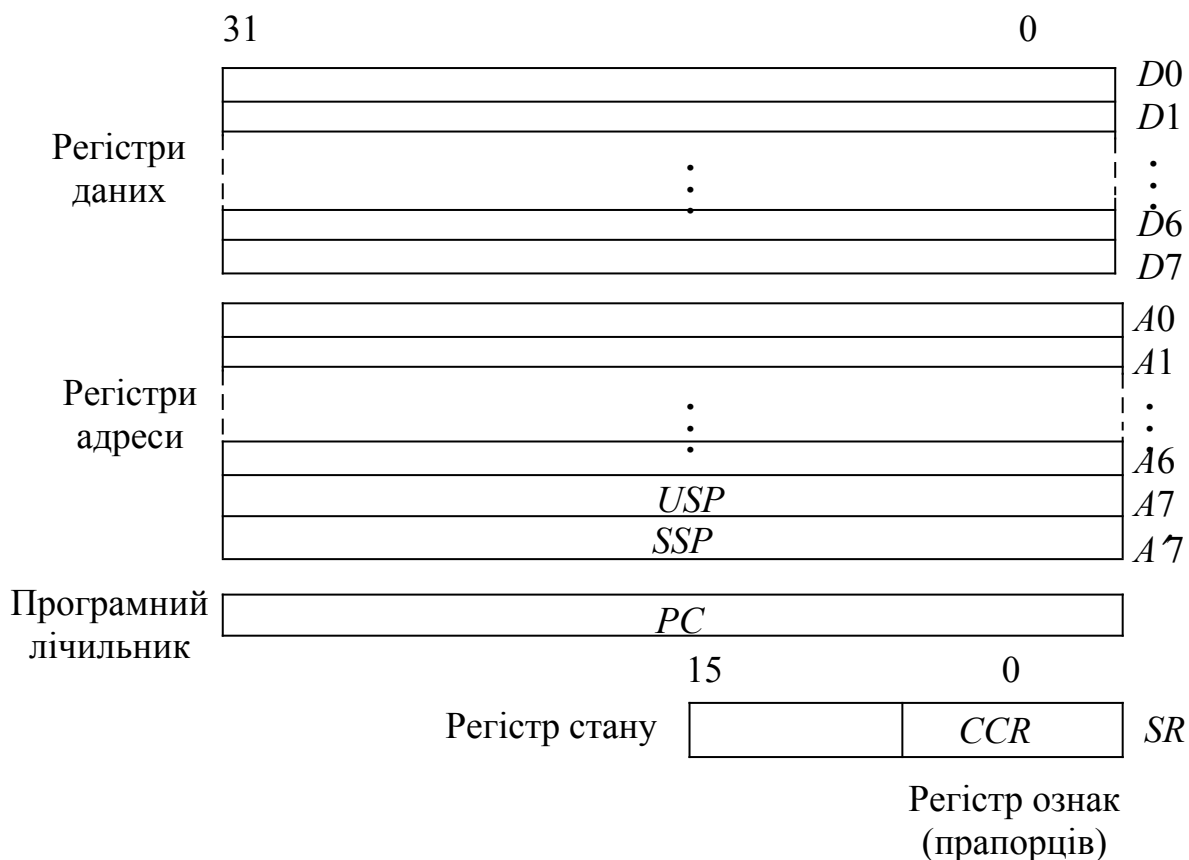 31 0
D0
D1
Регістри
даних
D6
D7
A0
A1
Регістри
адреси
A6
USP A7
SSP A′7
Програмний
лічильник
PC
15 0
Регістр стану CCR SR
Регістр ознак
(прапорців)